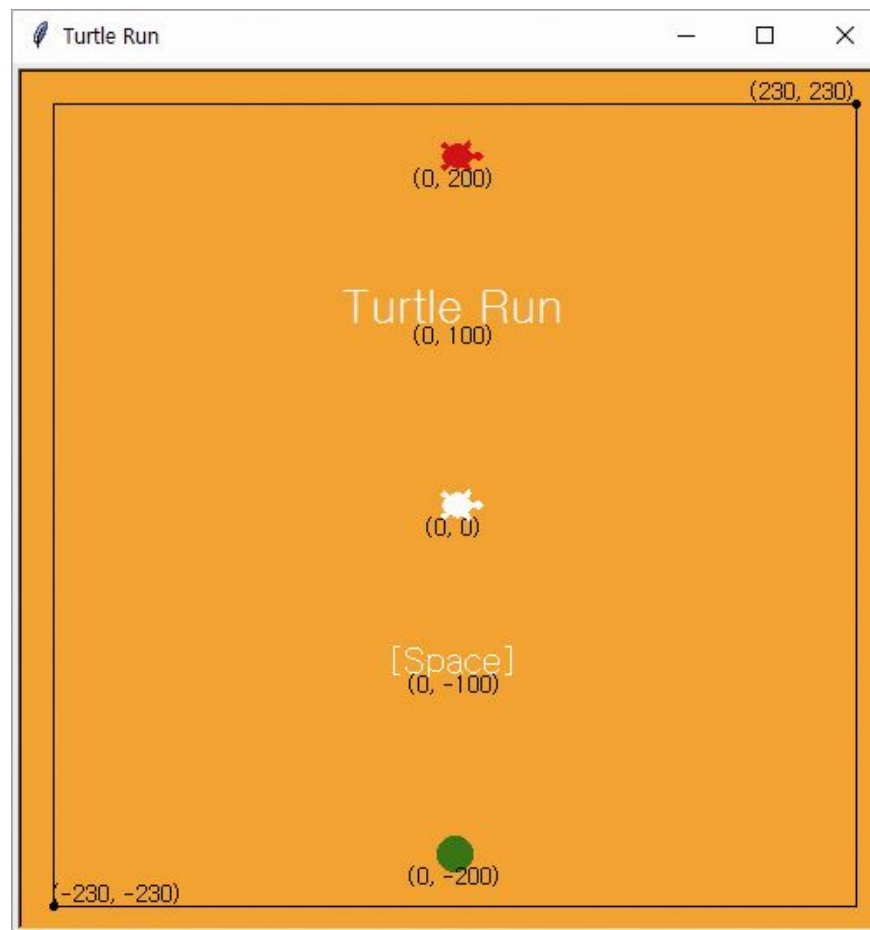 Turtle Run
(230, 230)
(0, 200)
Turtle Run
(0, 100)
(0, 0)
[Space]
(0, -100)
(0, -200)
(-230, -230)